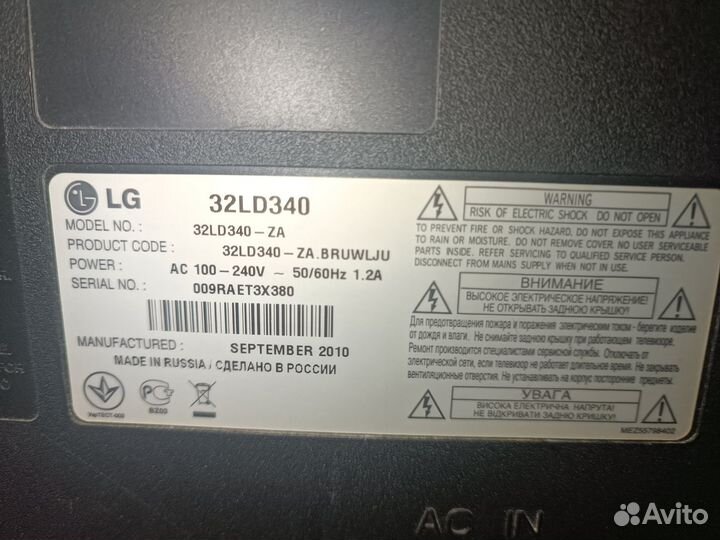 LG
32LD340
MODEL NO. : 32LD340-ZA
PRODUCT CODE : 32LD340-ZA.BRUWLJU
POWER : AC 100-240V ~ 50/60Hz 1.2A
SERIAL NO. : 009RAET3X380
MANUFACTURED : SEPTEMBER 2010
MADE IN RUSSIA / СДЕЛАНО В РОССИИ
УкрТЕСТ-003
BZ03
WARNING
RISK OF ELECTRIC SHOCK DO NOT OPEN
TO PREVENT FIRE OR SHOCK HAZARD, DO NOT EXPOSE THIS APPLIANCE
TO RAIN OR MOISTURE. DO NOT REMOVE COVER. NO USER SERVICEABLE
PARTS INSIDE. REFER SERVICING TO QUALIFIED SERVICE PERSON.
DISCONNECT FROM MAINS SUPPLY WHEN NOT IN USE.
ВНИМАНИЕ
ВЫСОКОЕ ЭЛЕКТРИЧЕСКОЕ НАПРЯЖЕНИЕ!
НЕ ОТКРЫВАТЬ ЗАДНЮЮ КРЫШКУ!
Для предотвращения пожара и поражения электрическим током - берегите изделие
от дождя и влаги. Не снимайте заднюю крышку при работающем телевизоре.
Ремонт производится специалистами сервисной службы. Отключать от
электрической сети, если телевизор не работает длительное время. Не закрывать
вентиляционные отверстия. Не устанавливать на корпус посторонние предметы.
УВАГА
ВИСОКА ЕЛЕКТРИЧНА НАПРУГА!
НЕ ВІДКРИВАТИ ЗАДНЮ КРИШКУ!
MEZ55798402
AC IN
Avito